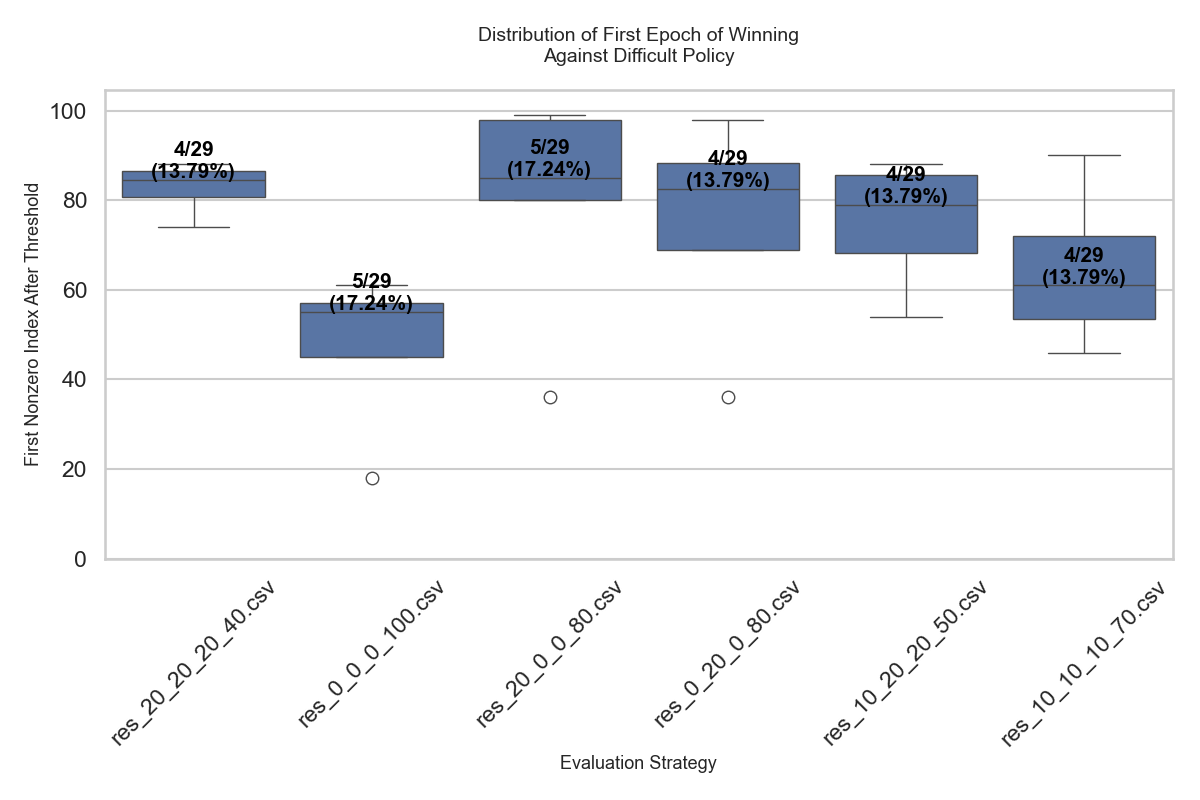 Distribution of First Epoch of Winning
Against Difficult Policy
First Nonzero Index After Threshold
100
80
60
40
20
0
4/29
(13.79%)
5/29
(17.24%)
5/29
(17.24%)
4/29
(13.79%)
4/29
(13.79%)
4/29
(13.79%)
res_20_20_20_40.csv
res_0_0_0_100.csv
res_20_0_0_80.csv
res_0_20_0_80.csv
res_10_20_20_50.csv
res_10_10_10_70.csv
Evaluation Strategy